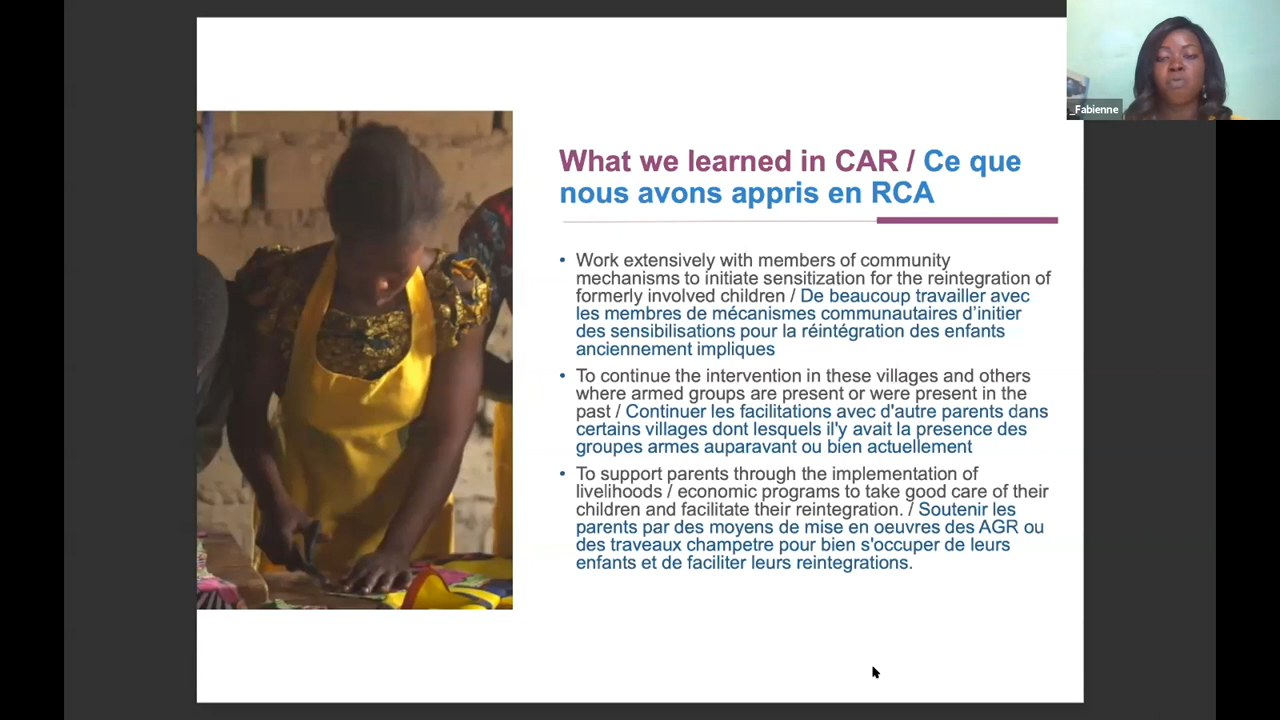 _Fabienne
What we learned in CAR / Ce que
nous avons appris en RCA
• Work extensively with members of community
mechanisms to initiate sensitization for the reintegration of
formerly involved children / De beaucoup travailler avec
les membres de mécanismes communautaires d'initier
des sensibilisations pour la réintégration des enfants
anciennement impliques
• To continue the intervention in these villages and others
where armed groups are present or were present in the
past / Continuer les facilitations avec d'autre parents dans
certains villages dont lesquels il'y avait la presence des
groupes armes auparavant ou bien actuellement
• To support parents through the implementation of
livelihoods / economic programs to take good care of their
children and facilitate their reintegration. / Soutenir les
parents par des moyens de mise en oeuvres des AGR ou
des traveaux champetre pour bien s'occuper de leurs
enfants et de faciliter leurs reintegrations.